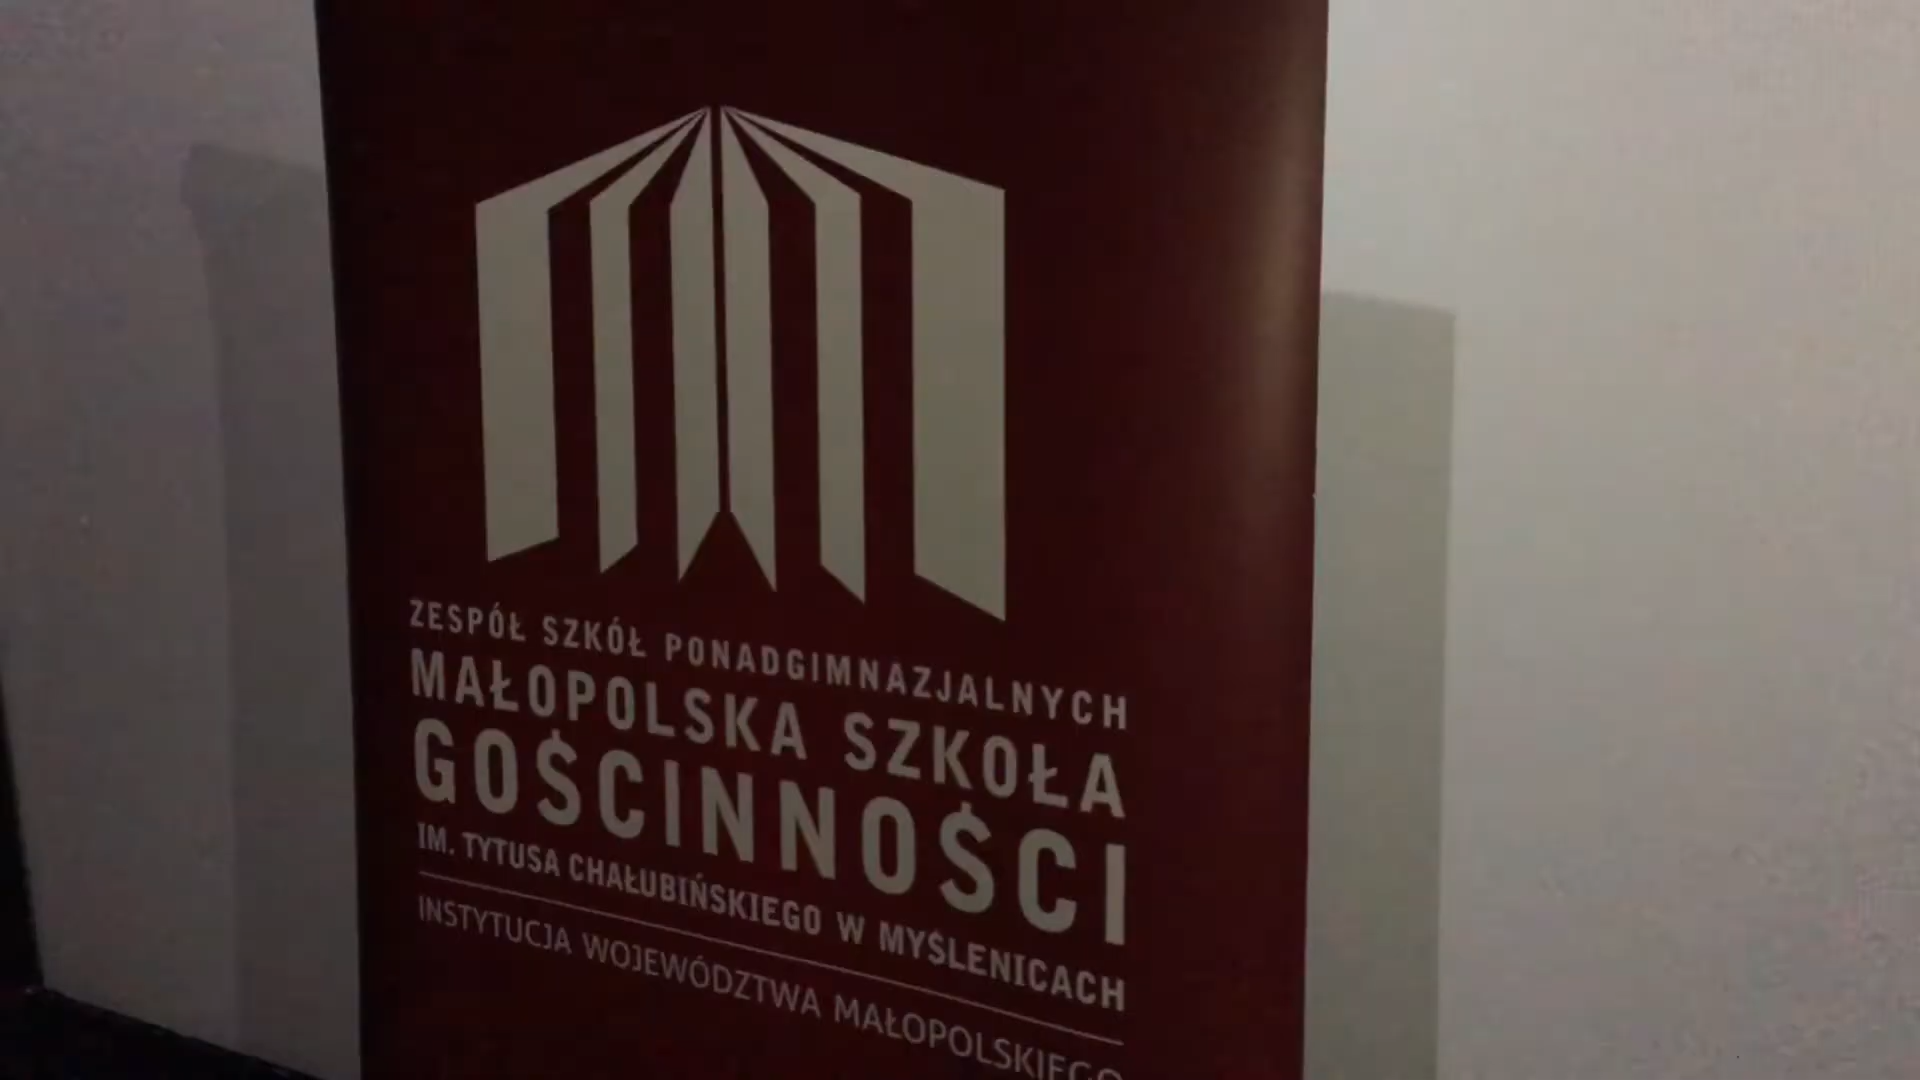 ZESPÓŁ SZKÓŁ PONADGIMNAZJALNYCH
MAŁOPOLSKA SZKOŁA
GOŚCINNOŚCI
IM. TYTUSA CHAŁUBIŃSKIEGO W MYŚLENICACH
INSTYTUCJA WOJEWÓDZTWA MAŁOPOLSKIEGO